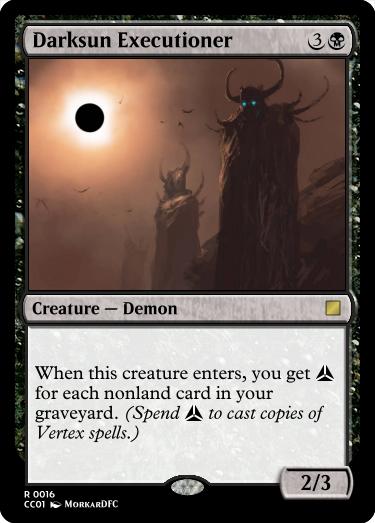 Darksun Executioner 3
Creature — Demon
When this creature enters, you get
for each nonland card in your
graveyard. (Spend to cast copies of
Vertex spells.)
2/3
R 0016
CC01 MorkarDFC